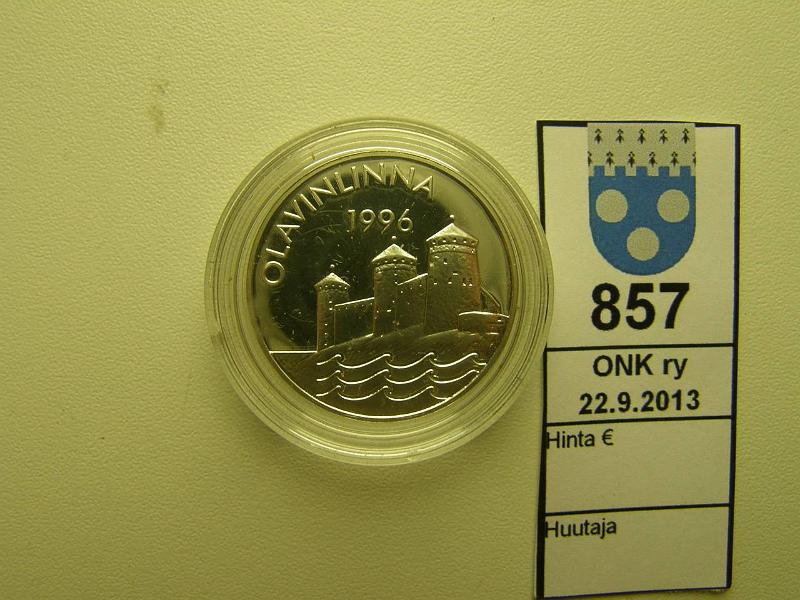 OLAVINLINNA
1996
857
ONK ry
22.9.2013
Hinta €
Huutaja